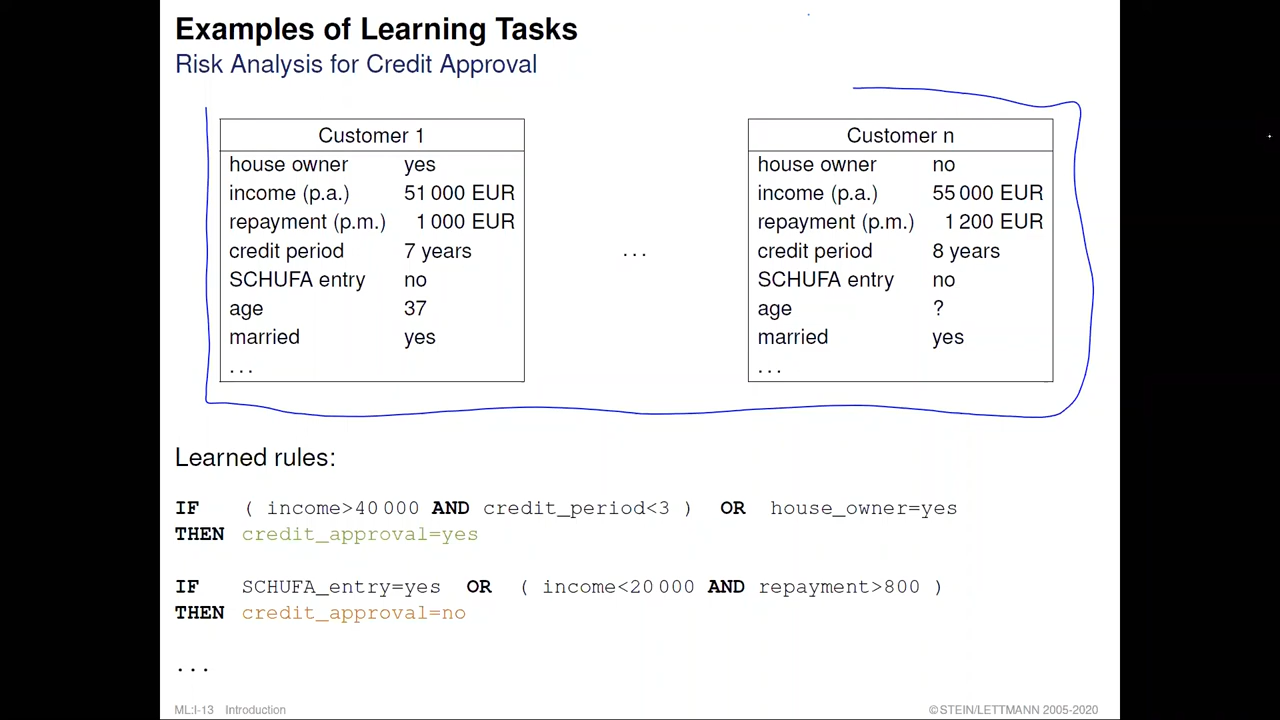 Examples of Learning Tasks
Risk Analysis for Credit Approval
Customer 1
house owner yes
income (p.a.) 51 000 EUR
repayment (p.m.) 1 000 EUR
credit period 7 years
SCHUFA entry no
age 37
married yes
...
...
Customer n
house owner no
income (p.a.) 55 000 EUR
repayment (p.m.) 1 200 EUR
credit period 8 years
SCHUFA entry no
age ?
married yes
...
Learned rules:
IF ( income>40 000 AND credit_period<3 ) OR house_owner=yes
THEN credit_approval=yes
IF SCHUFA_entry=yes OR ( income<20 000 AND repayment>800 )
THEN credit_approval=no
...
ML:I-13 Introduction ©STEIN/LETTMANN 2005-2020